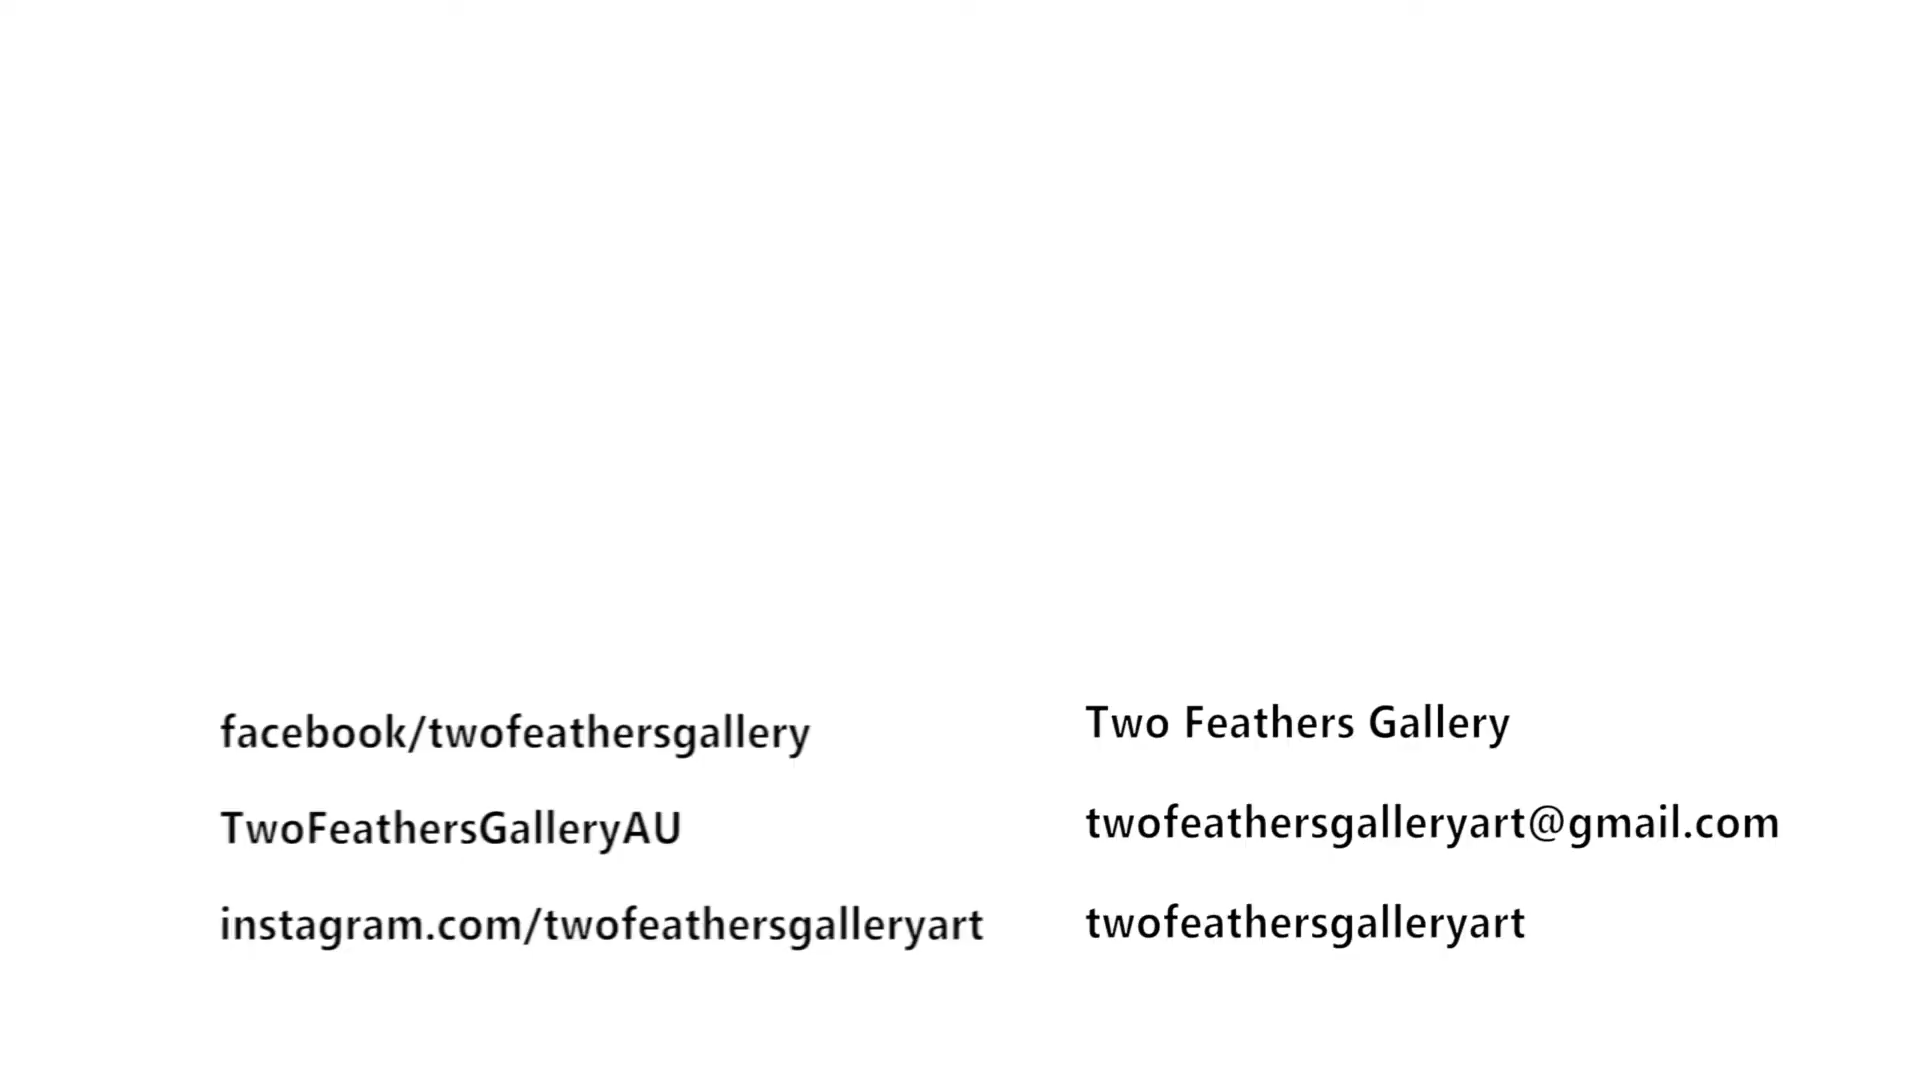 facebook/twofeathersgallery
TwoFeathersGalleryAU
instagram.com/twofeathersgalleryart
Two Feathers Gallery
twofeathersgalleryart@gmail.com
twofeathersgalleryart